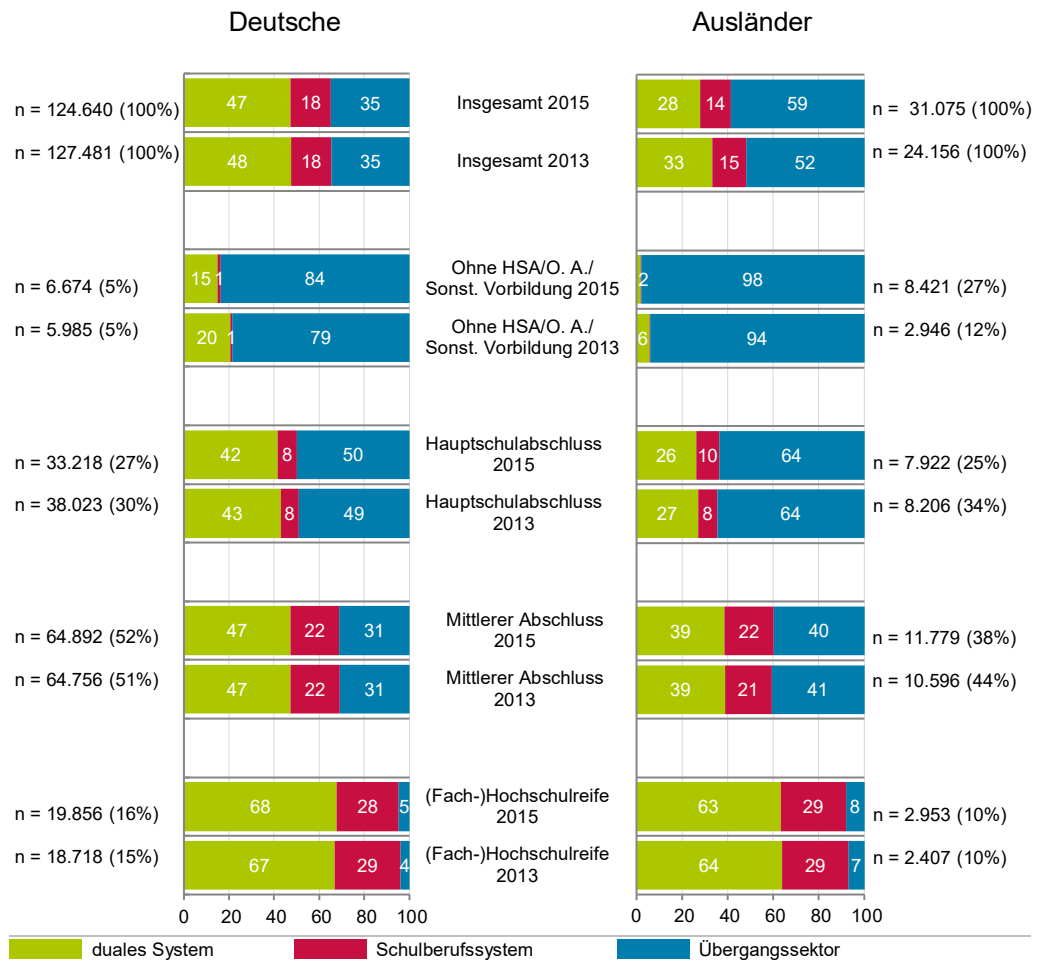 Deutsche Ausländer
n = 124.640 (100%) 47 18 35 Insgesamt 2015 28 14 59 n = 31.075 (100%)
n = 127.481 (100%) 48 18 35 Insgesamt 2013 33 15 52 n = 24.156 (100%)
n = 6.674 (5%) 15 1 84 Ohne HSA/O. A./
Sonst. Vorbildung 2015 2 98 n = 8.421 (27%)
n = 5.985 (5%) 20 1 79 Ohne HSA/O. A./
Sonst. Vorbildung 2013 6 94 n = 2.946 (12%)
n = 33.218 (27%) 42 8 50 Hauptschulabschluss
2015 26 10 64 n = 7.922 (25%)
n = 38.023 (30%) 43 8 49 Hauptschulabschluss
2013 27 8 64 n = 8.206 (34%)
n = 64.892 (52%) 47 22 31 Mittlerer Abschluss
2015 39 22 40 n = 11.779 (38%)
n = 64.756 (51%) 47 22 31 Mittlerer Abschluss
2013 39 21 41 n = 10.596 (44%)
n = 19.856 (16%) 68 28 5 (Fach-)Hochschulreife
2015 63 29 8 n = 2.953 (10%)
n = 18.718 (15%) 67 29 4 (Fach-)Hochschulreife
2013 64 29 7 n = 2.407 (10%)
0 20 40 60 80 100 0 20 40 60 80 100
duales System Schulberufssystem Übergangssektor